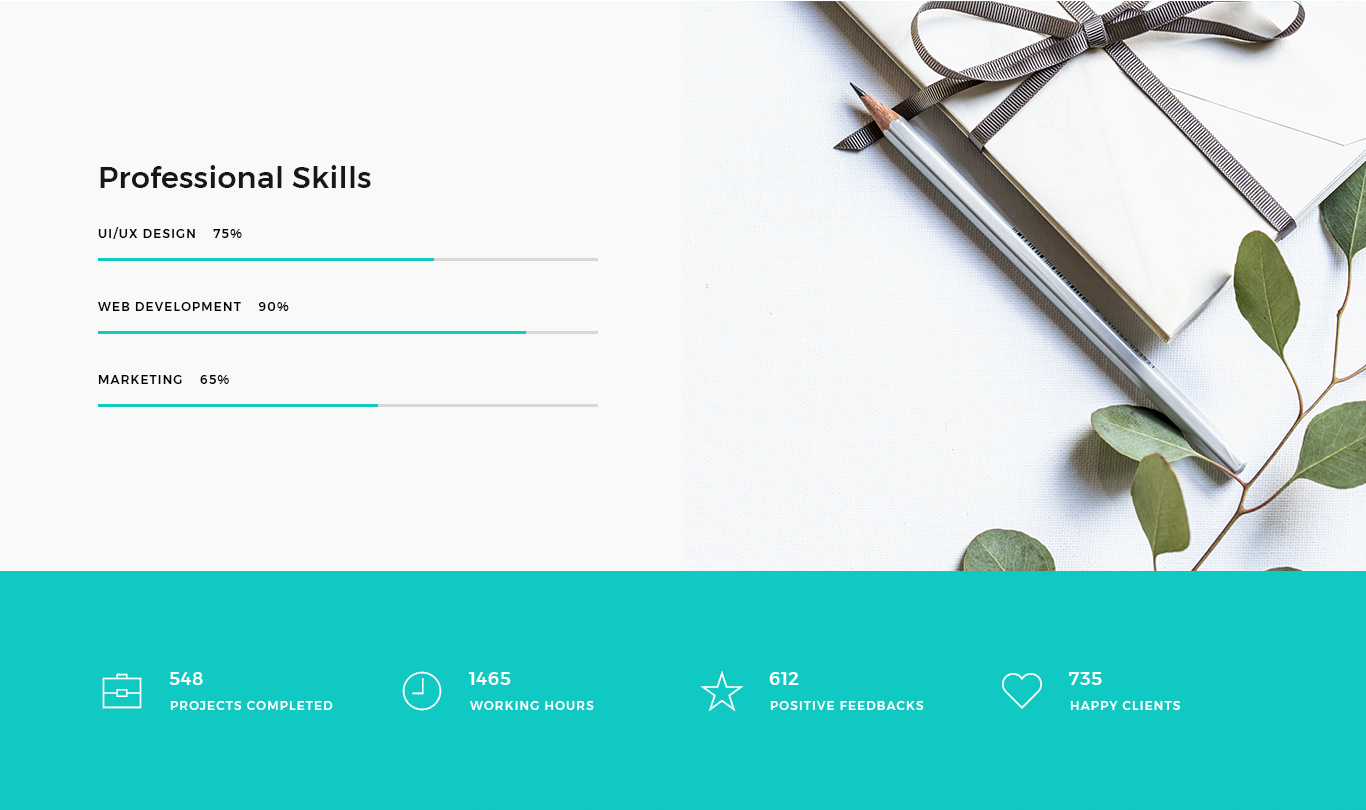 Professional Skills
UI/UX DESIGN 75%
WEB DEVELOPMENT 90%
MARKETING 65%
548
PROJECTS COMPLETED
1465
WORKING HOURS
612
POSITIVE FEEDBACKS
735
HAPPY CLIENTS